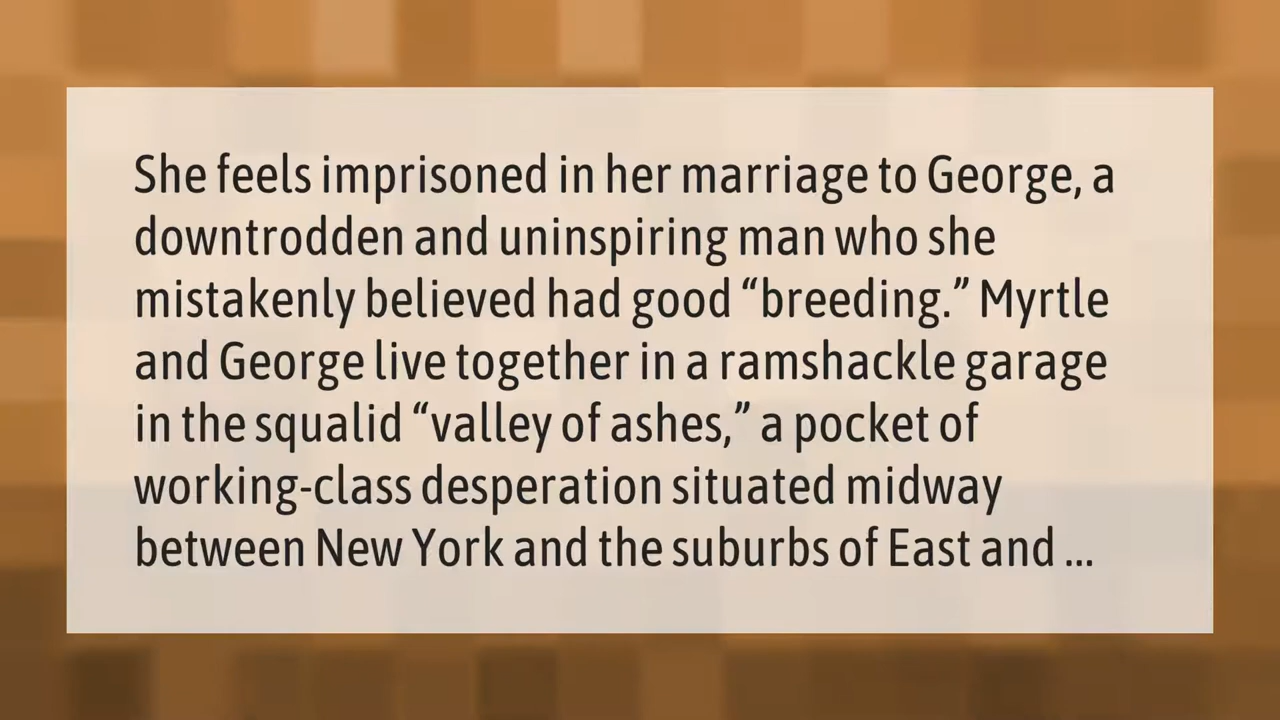 She feels imprisoned in her marriage to George, a
downtrodden and uninspiring man who she
mistakenly believed had good “breeding.” Myrtle
and George live together in a ramshackle garage
in the squalid “valley of ashes,” a pocket of
working-class desperation situated midway
between New York and the suburbs of East and ...